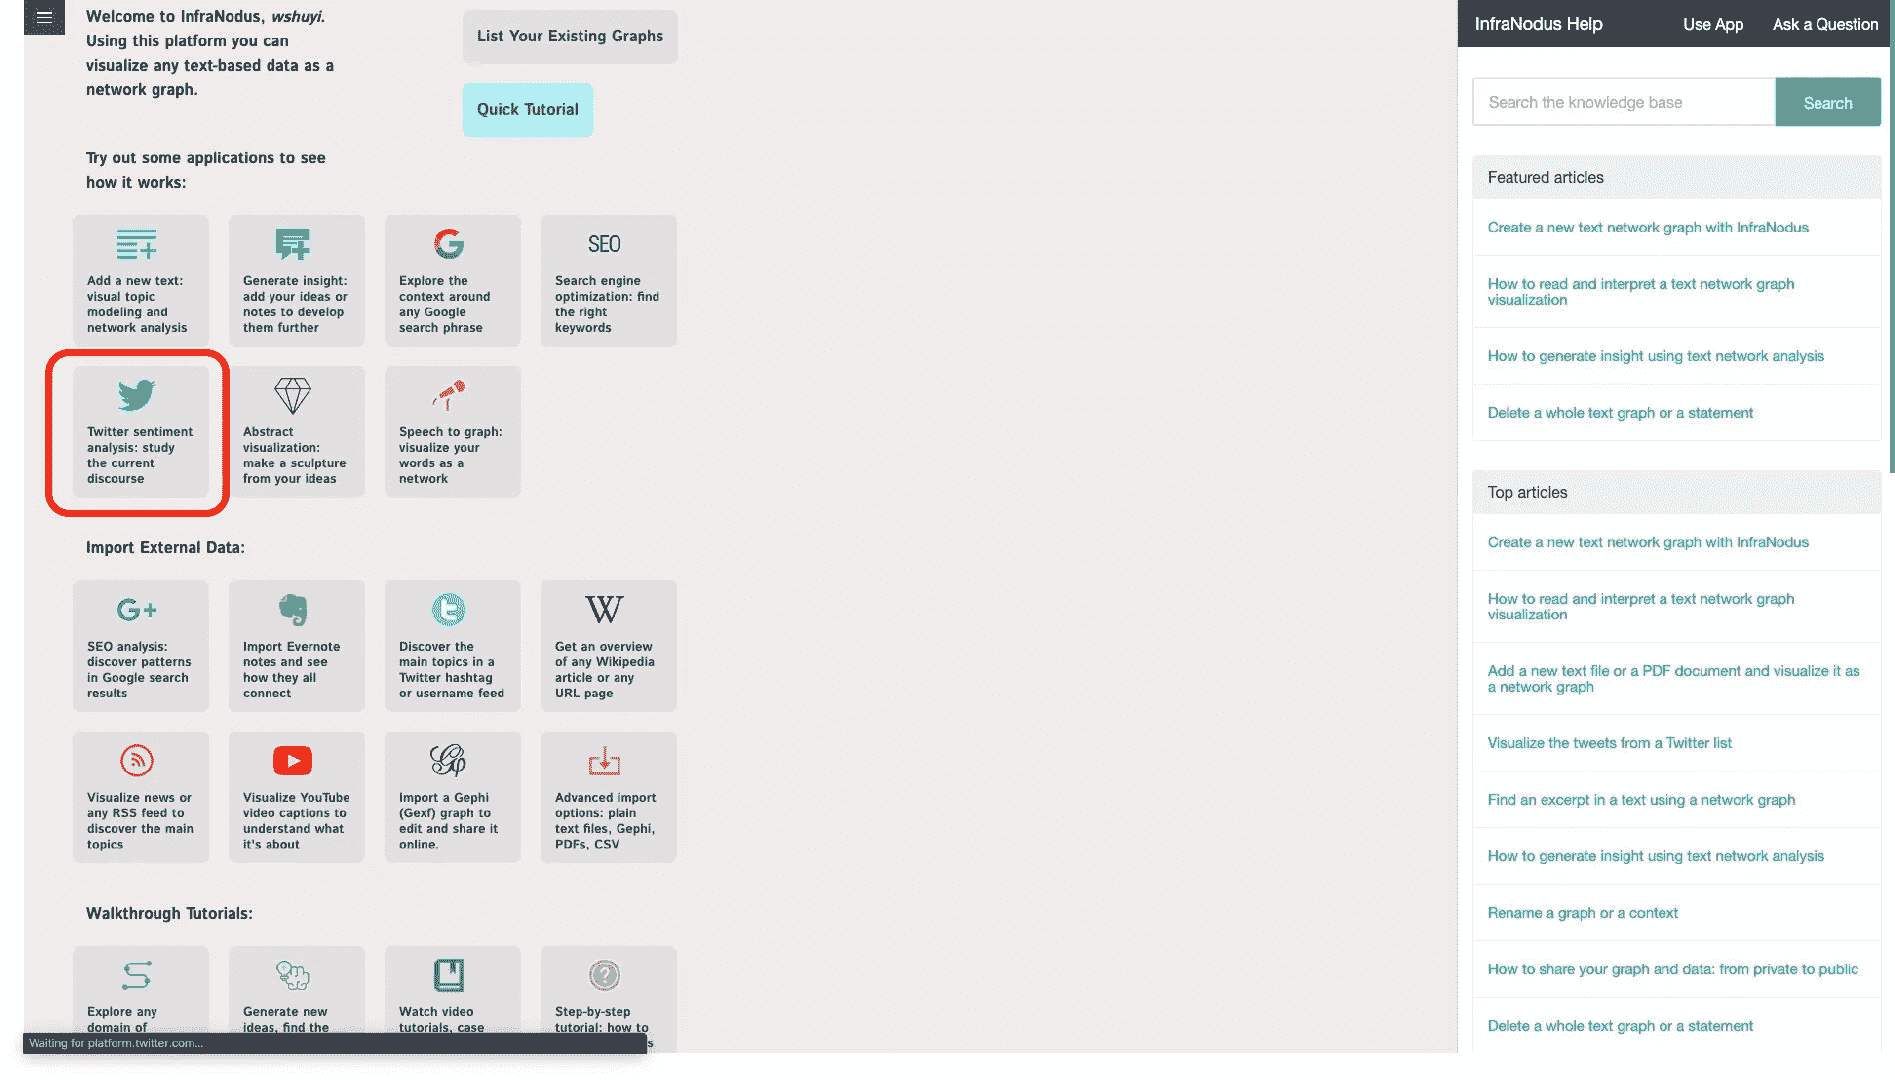 Welcome to InfraNodus, wshuyi.
Using this platform you can
visualize any text-based data as a
network graph.
List Your Existing Graphs
Quick Tutorial
Try out some applications to see
how it works:
Add a new text:
visual topic
modeling and
network analysis
Generate insight:
add your ideas or
notes to develop
them further
Explore the
context around
any Google
search phrase
SEO
Search engine
optimization: find
the right
keywords
Twitter sentiment
analysis: study
the current
discourse
Abstract
visualization:
make a sculpture
from your ideas
Speech to graph:
visualize your
words as a
network
Import External Data:
G+
SEO analysis:
discover patterns
in Google search
results
Import Evernote
notes and see
how they all
connect
Discover the
main topics in a
Twitter hashtag
or username feed
W
Get an overview
of any Wikipedia
article or any
URL page
Visualize news or
any RSS feed to
discover the main
topics
Visualize YouTube
video captions to
understand what
it's about
Import a Gephi
(Gexf) graph to
edit and share it
online.
Advanced import
options: plain
text files, Gephi,
PDFs, CSV
Walkthrough Tutorials:
Explore any
domain of
Generate new
ideas, find the
Watch video
tutorials, case
Step-by-step
tutorial: how to
Waiting for platform.twitter.com...
InfraNodus Help
Use App
Ask a Question
Search the knowledge base
Search
Featured articles
Create a new text network graph with InfraNodus
How to read and interpret a text network graph
visualization
How to generate insight using text network analysis
Delete a whole text graph or a statement
Top articles
Create a new text network graph with InfraNodus
How to read and interpret a text network graph
visualization
Add a new text file or a PDF document and visualize it as
a network graph
Visualize the tweets from a Twitter list
Find an excerpt in a text using a network graph
How to generate insight using text network analysis
Rename a graph or a context
How to share your graph and data: from private to public
Delete a whole text graph or a statement